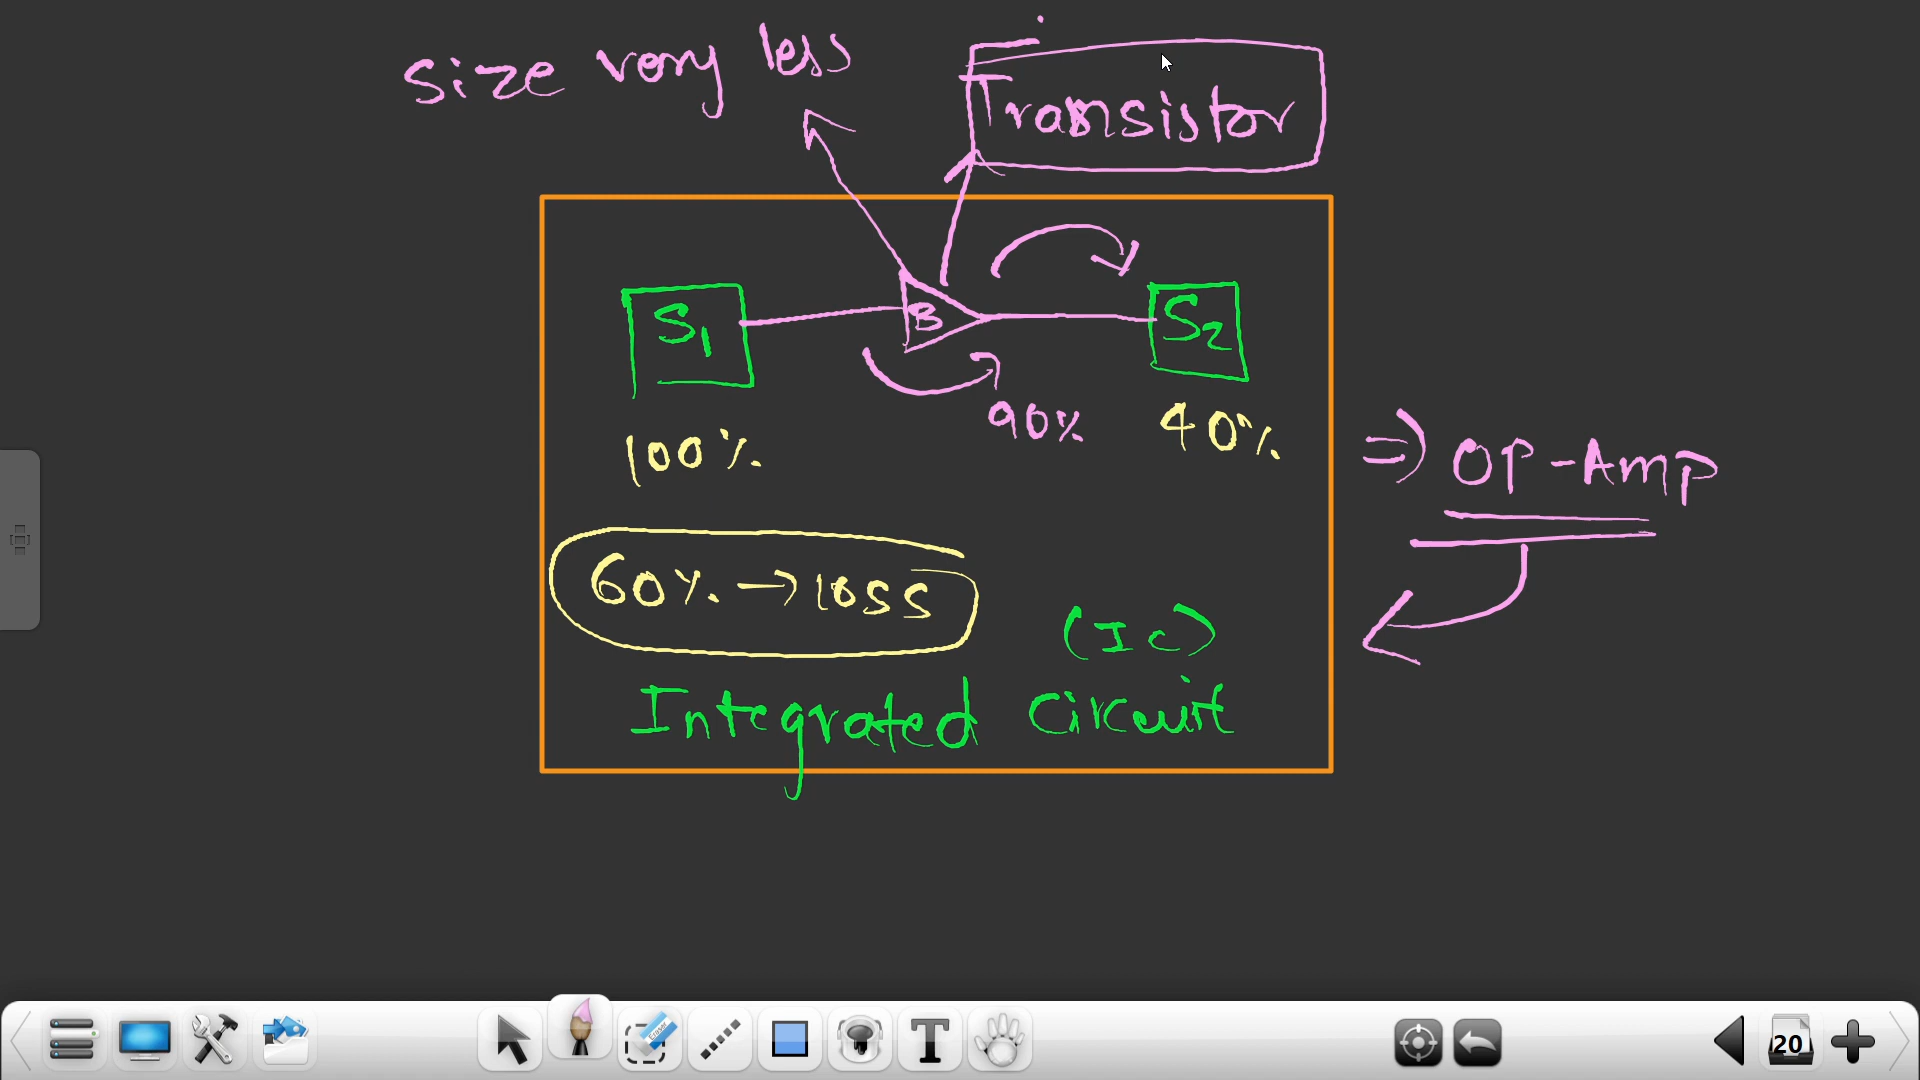 Size very less
Transistor
S1
B
S2
90%
100%
40%
=> OP-Amp
60% -> loss
(IC)
Integrated Circuit
T
20